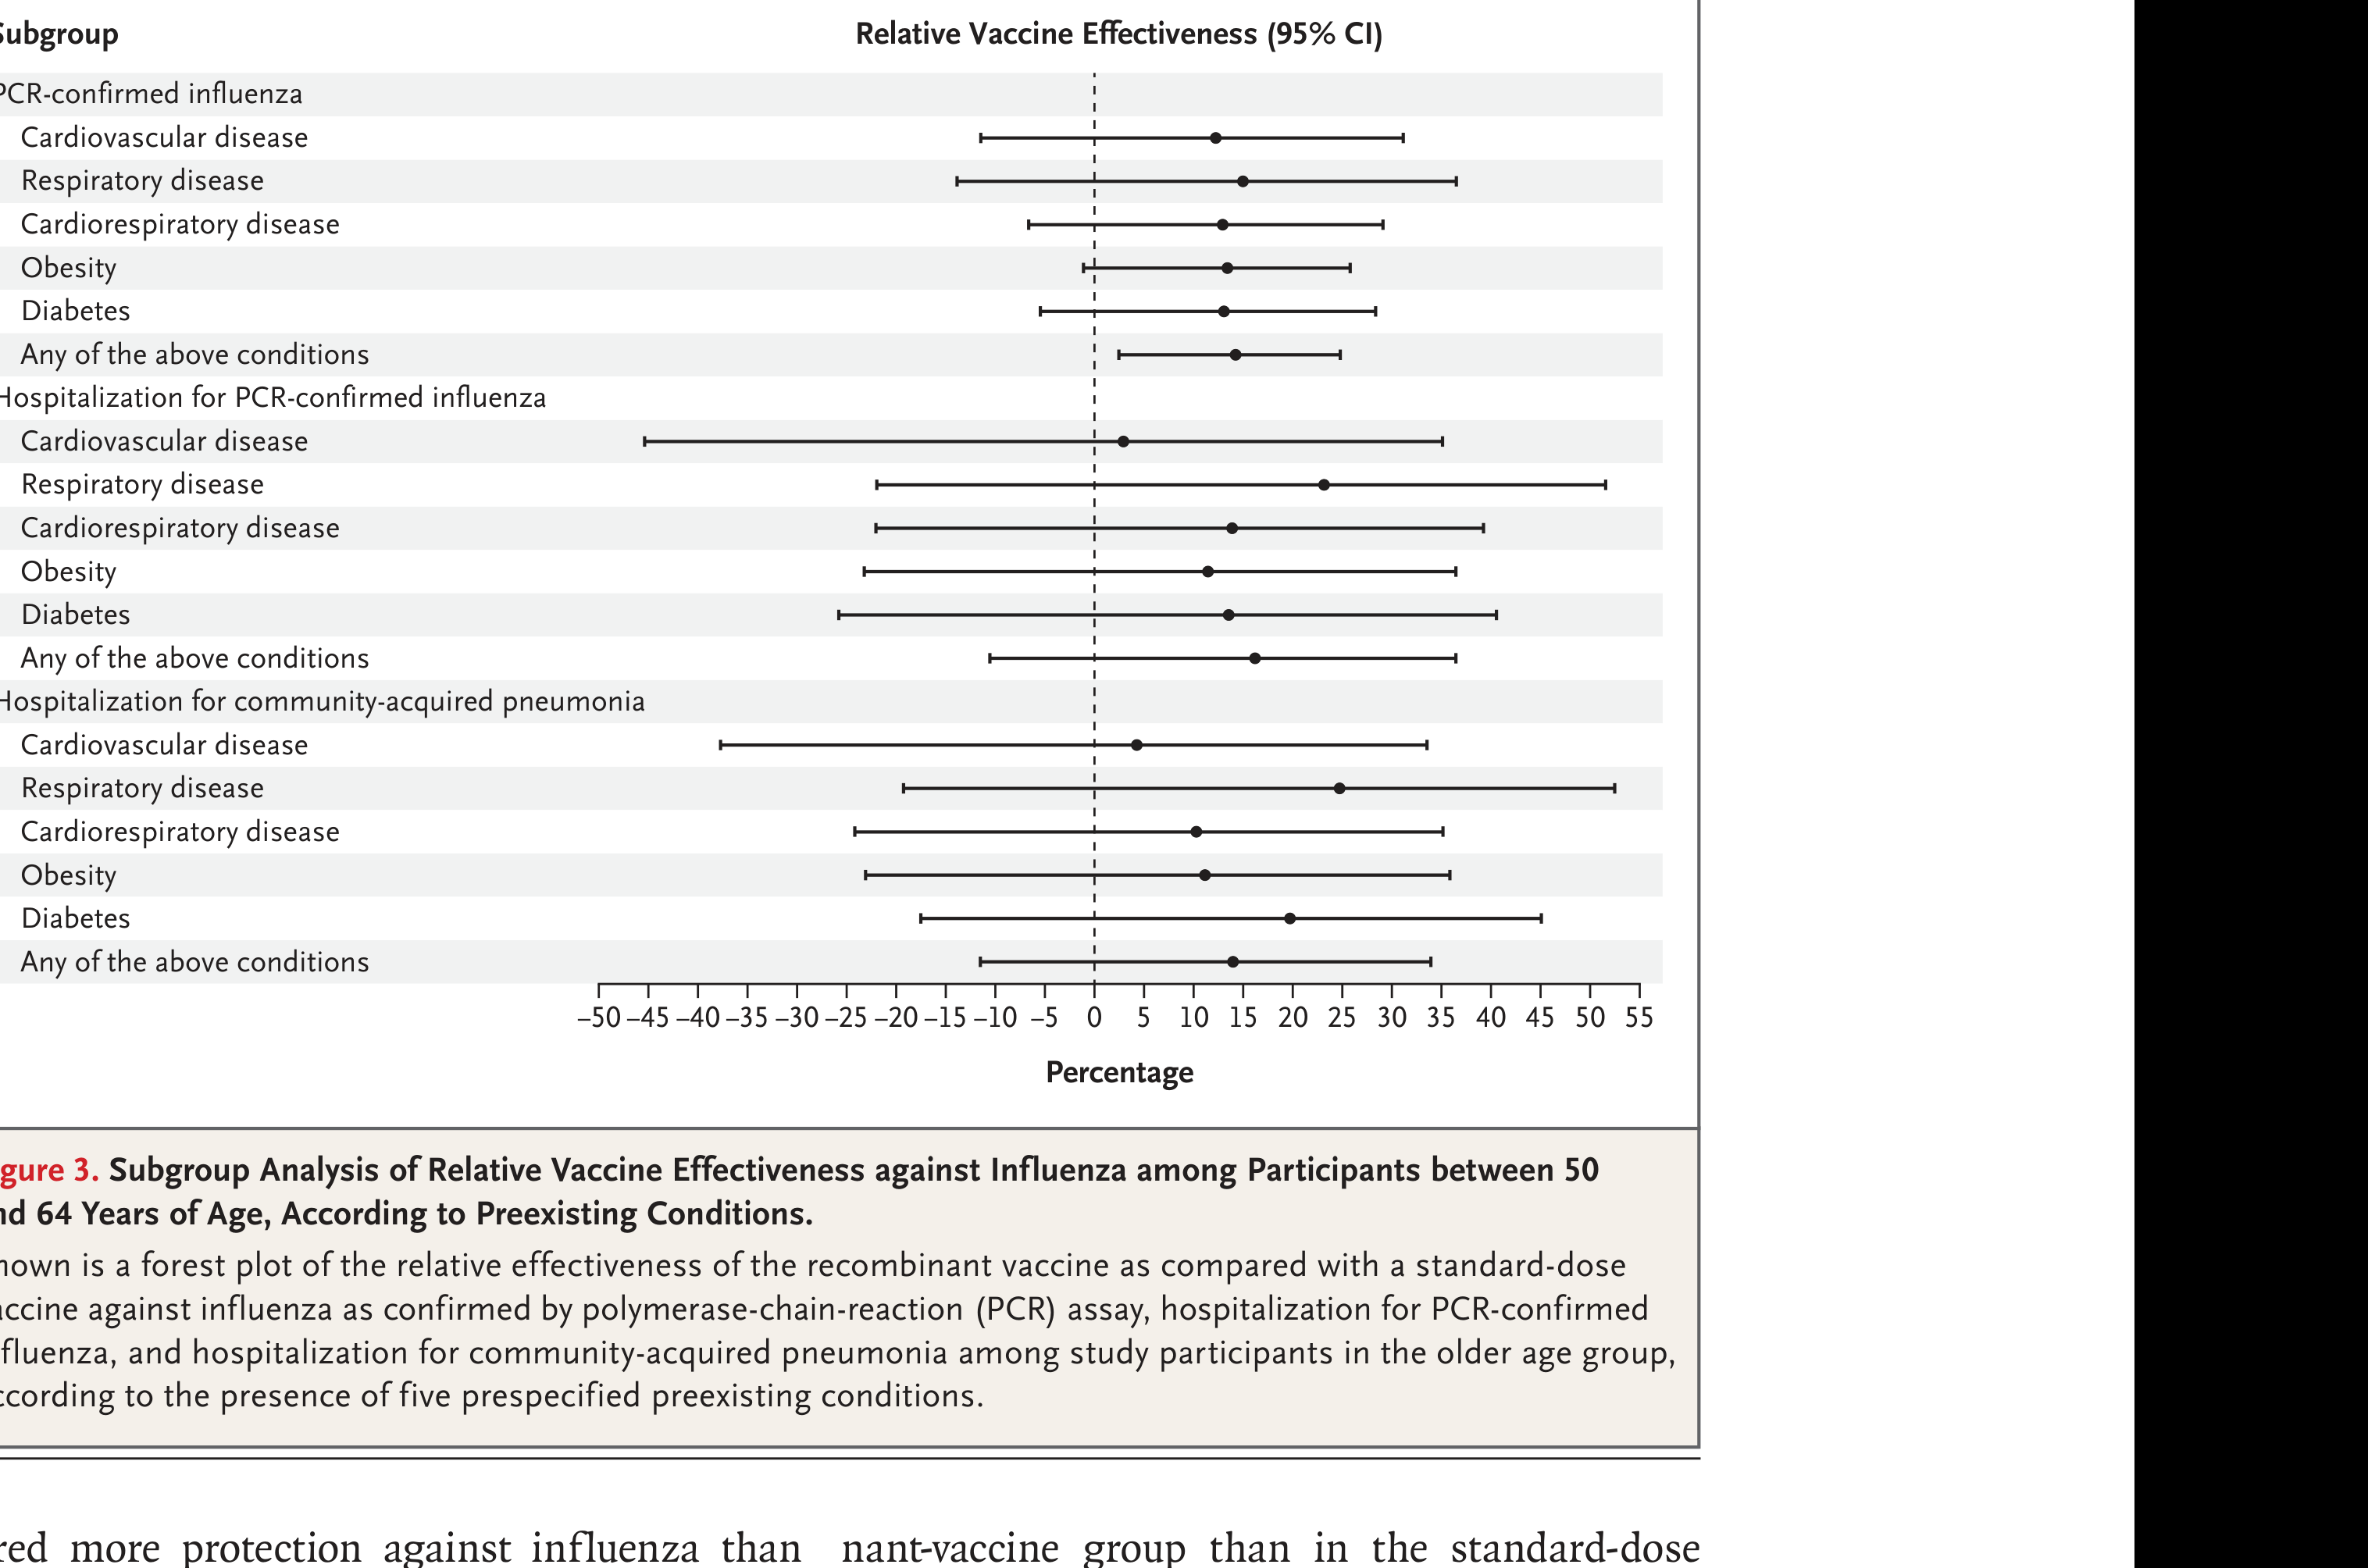 Subgroup
Relative Vaccine Effectiveness (95% CI)
PCR-confirmed influenza
Cardiovascular disease
Respiratory disease
Cardiorespiratory disease
Obesity
Diabetes
Any of the above conditions
Hospitalization for PCR-confirmed influenza
Cardiovascular disease
Respiratory disease
Cardiorespiratory disease
Obesity
Diabetes
Any of the above conditions
Hospitalization for community-acquired pneumonia
Cardiovascular disease
Respiratory disease
Cardiorespiratory disease
Obesity
Diabetes
Any of the above conditions
–50 –45 –40 –35 –30 –25 –20 –15 –10 –5 0 5 10 15 20 25 30 35 40 45 50 55
Percentage
gure 3. Subgroup Analysis of Relative Vaccine Effectiveness against Influenza among Participants between 50
nd 64 Years of Age, According to Preexisting Conditions.
hown is a forest plot of the relative effectiveness of the recombinant vaccine as compared with a standard-dose
accine against influenza as confirmed by polymerase-chain-reaction (PCR) assay, hospitalization for PCR-confirmed
fluenza, and hospitalization for community-acquired pneumonia among study participants in the older age group,
ccording to the presence of five prespecified preexisting conditions.
red more protection against influenza than
nant-vaccine group than in the standard-dose